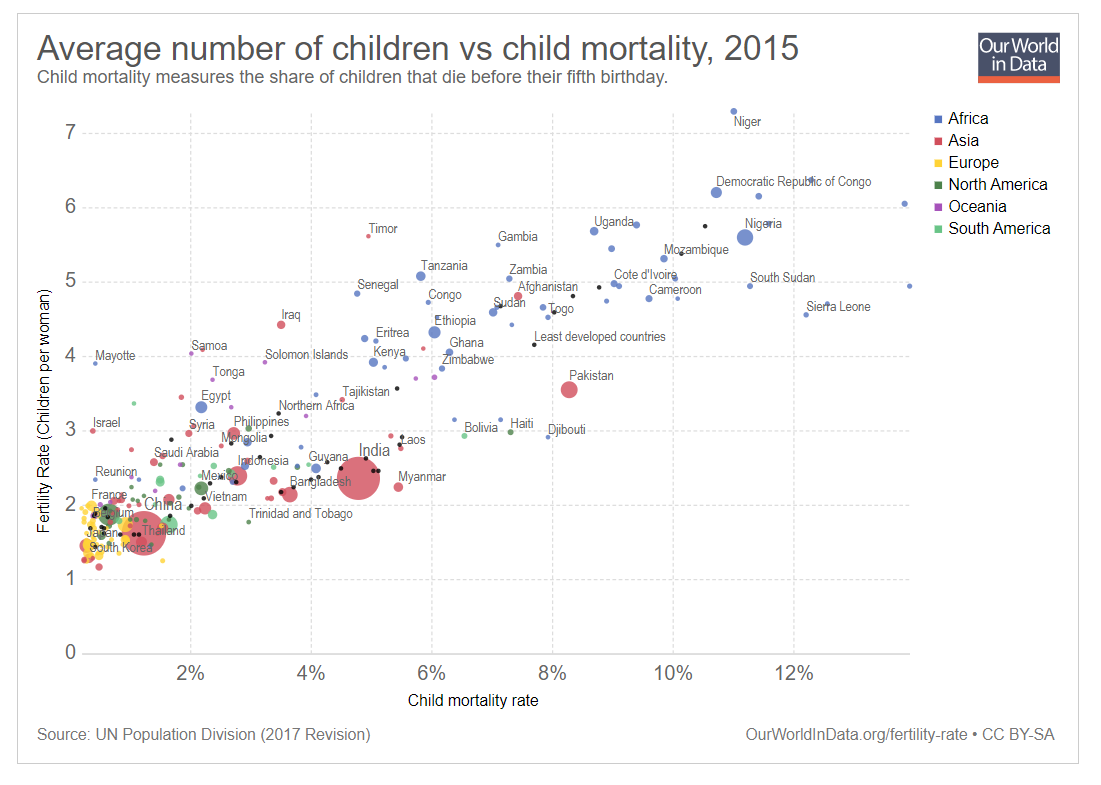 Average number of children vs child mortality, 2015
Child mortality measures the share of children that die before their fifth birthday.
Our World
in Data
Africa
Asia
Europe
North America
Oceania
South America
Fertility Rate (Children per woman)
7
6
5
4
3
2
1
0
Niger
Democratic Republic of Congo
Timor
Gambia
Uganda
Nigeria
Mozambique
Tanzania
Zambia
Cote d'Ivoire
South Sudan
Senegal
Afghanistan
Cameroon
Congo
Sudan
Togo
Sierra Leone
Iraq
Ethiopia
Eritrea
Least developed countries
Samoa
Ghana
Mayotte
Solomon Islands
Kenya
Zimbabwe
Tonga
Pakistan
Egypt
Tajikistan
Northern Africa
Israel
Syria
Philippines
Bolivia
Haiti
Djibouti
Mongolia
Laos
Saudi Arabia
Indonesia
Guyana
India
Reunion
Mexico
Bangladesh
Myanmar
France
Vietnam
China
Belgium
Trinidad and Tobago
Japan
Thailand
South Korea
2%
4%
6%
8%
10%
12%
Child mortality rate
Source: UN Population Division (2017 Revision)
OurWorldInData.org/fertility-rate • CC BY-SA